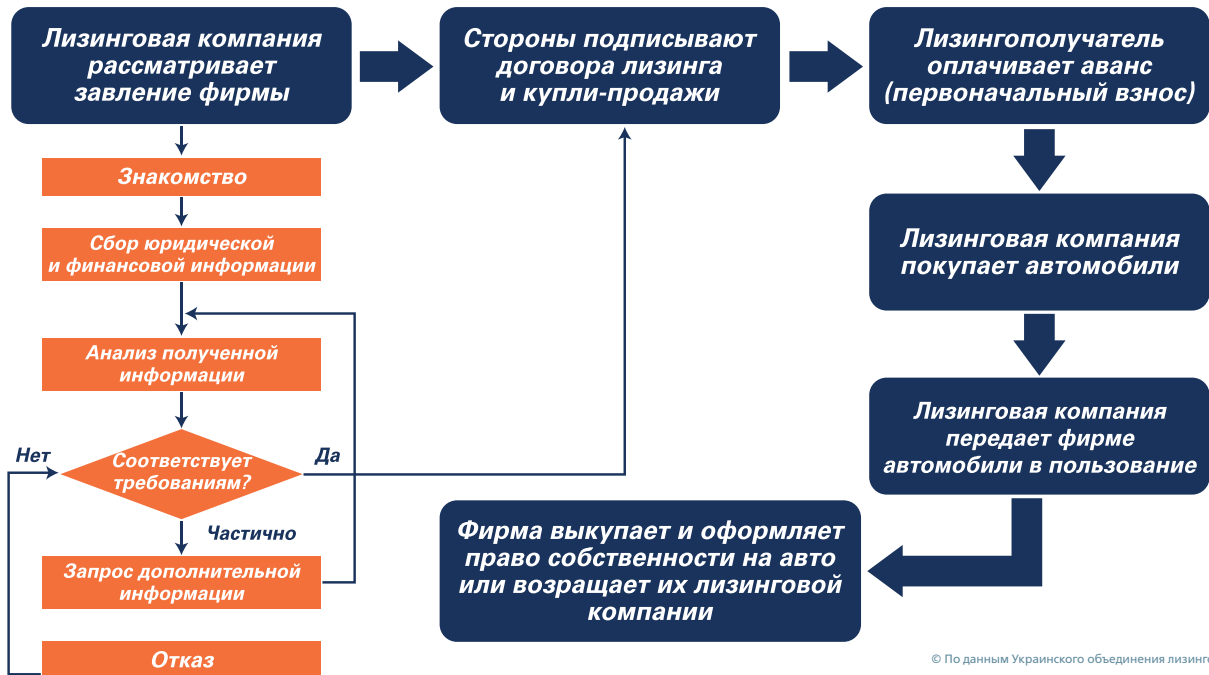 Лизинговая компания
рассматривает
завление фирмы
Стороны подписывают
договора лизинга
и купли-продажи
Лизингополучатель
оплачивает аванс
(первоначальный взнос)
Знакомство
Сбор юридической
и финансовой информации
Анализ полученной
информации
Нет
Соответствует
требованиям?
Да
Частично
Запрос дополнительной
информации
Отказ
Лизинговая компания
покупает автомобили
Лизинговая компания
передает фирме
автомобили в пользование
Фирма выкупает и оформляет
право собственности на авто
или возращает их лизинговой
компании
© По данным Украинского объединения